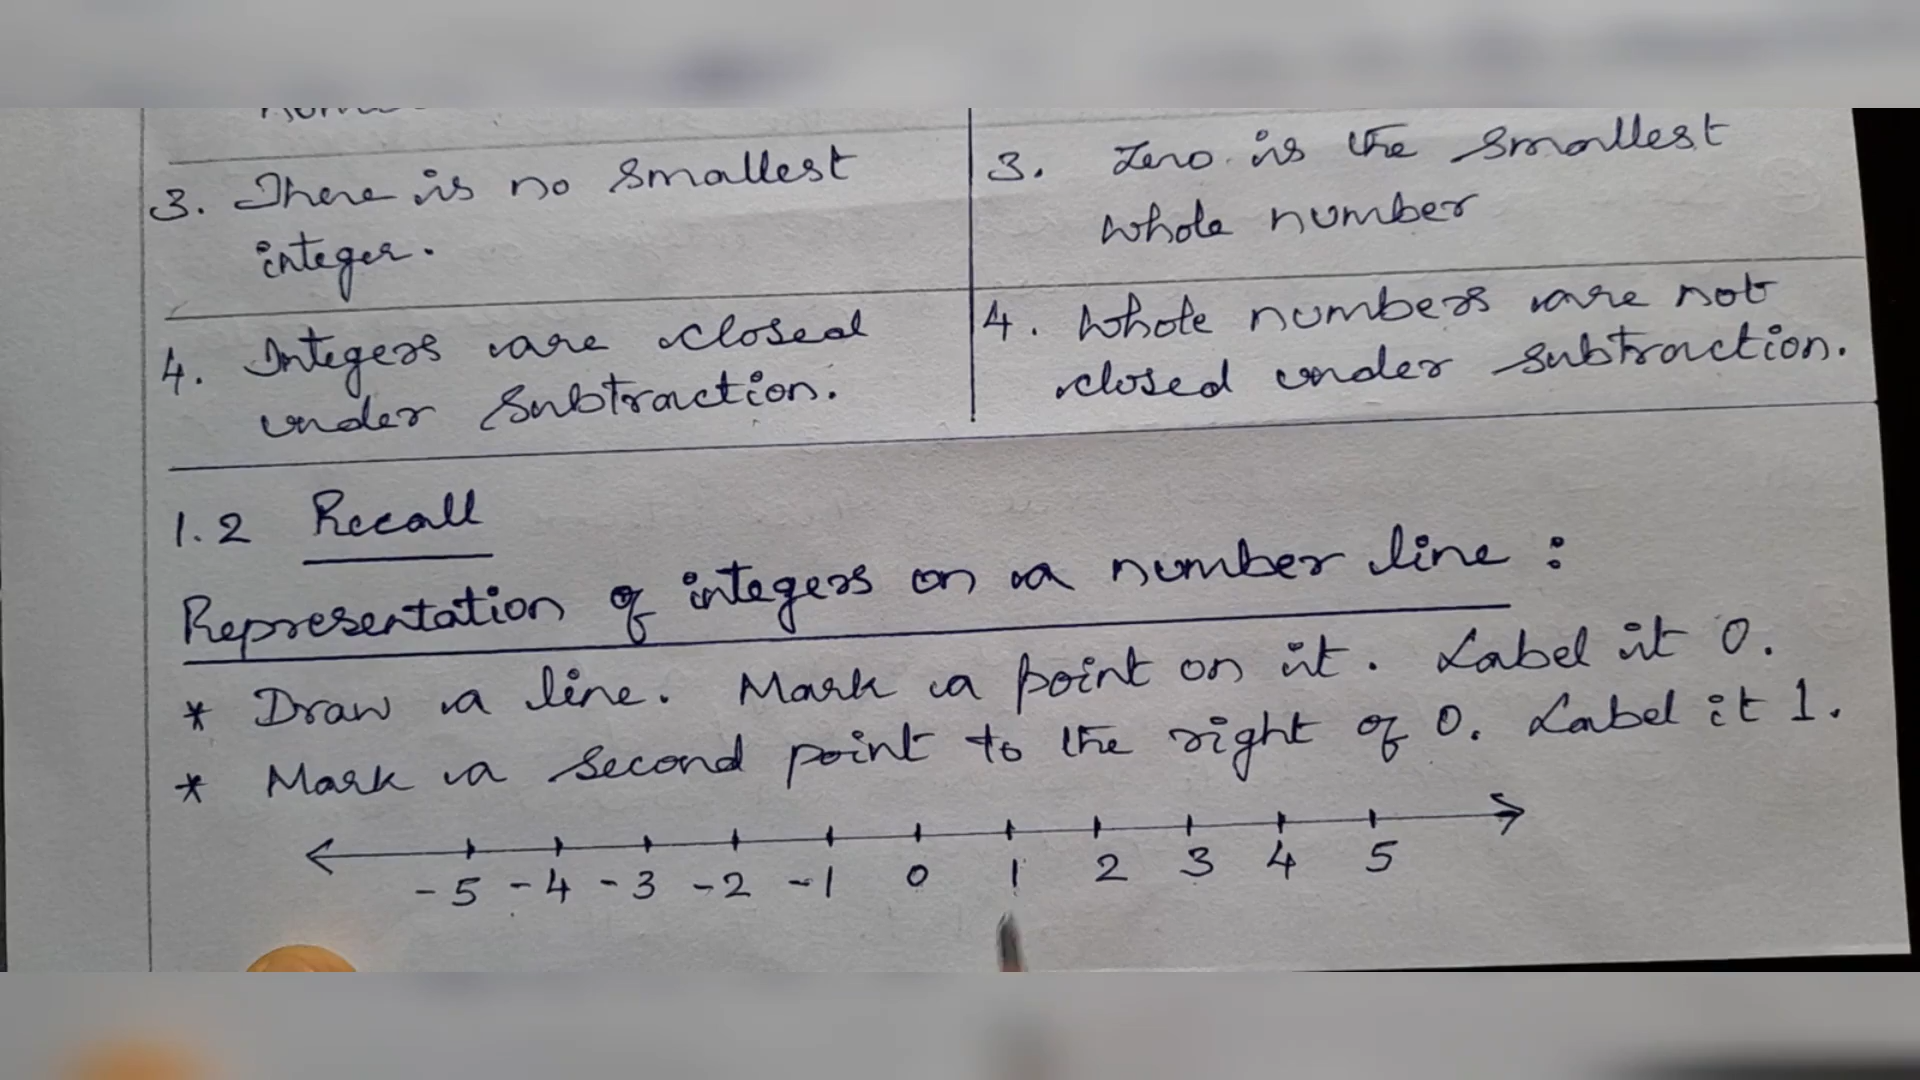 3. There is no smallest
integer.
3. Zero is the smallest
whole number
4. Integers are closed
under subtraction.
4. Whole numbers are not
closed under subtraction.
1.2 Recall
Representation of integers on a number line :
* Draw a line. Mark a point on it. Label it 0.
* Mark a second point to the right of 0. Label it 1.
-5 -4 -3 -2 -1 0 1 2 3 4 5